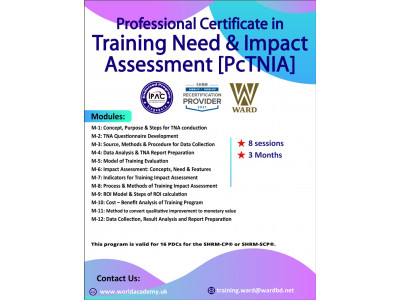 Professional Certificate in
Training Need & Impact
Assessment [PcTNIA]
IPAC
SHRM
RECERTIFICATION
PROVIDER
2021
WARD
Modules:
M-1: Concept, Purpose & Steps for TNA conduction
M-2: TNA Questionnaire Development
M-3: Source, Methods & Procedure for Data Collection
M-4: Data Analysis & TNA Report Preparation
M-5: Model of Training Evaluation
M-6: Impact Assessment: Concepts, Need & Features
M-7: Indicators for Training Impact Assessment
M-8: Process & Methods of Training Impact Assessment
M-9: ROI Model & Steps of ROI calculation
M-10: Cost – Benefit Analysis of Training Program
M-11: Method to convert qualitative improvement to monetary value
M-12: Data Collection, Result Analysis and Report Preparation
★ 8 sessions
★ 3 Months
This program is valid for 16 PDCs for the SHRM-CP® or SHRM-SCP®.
Contact Us:
www.worldacademy.uk
training.ward@wardbd.net